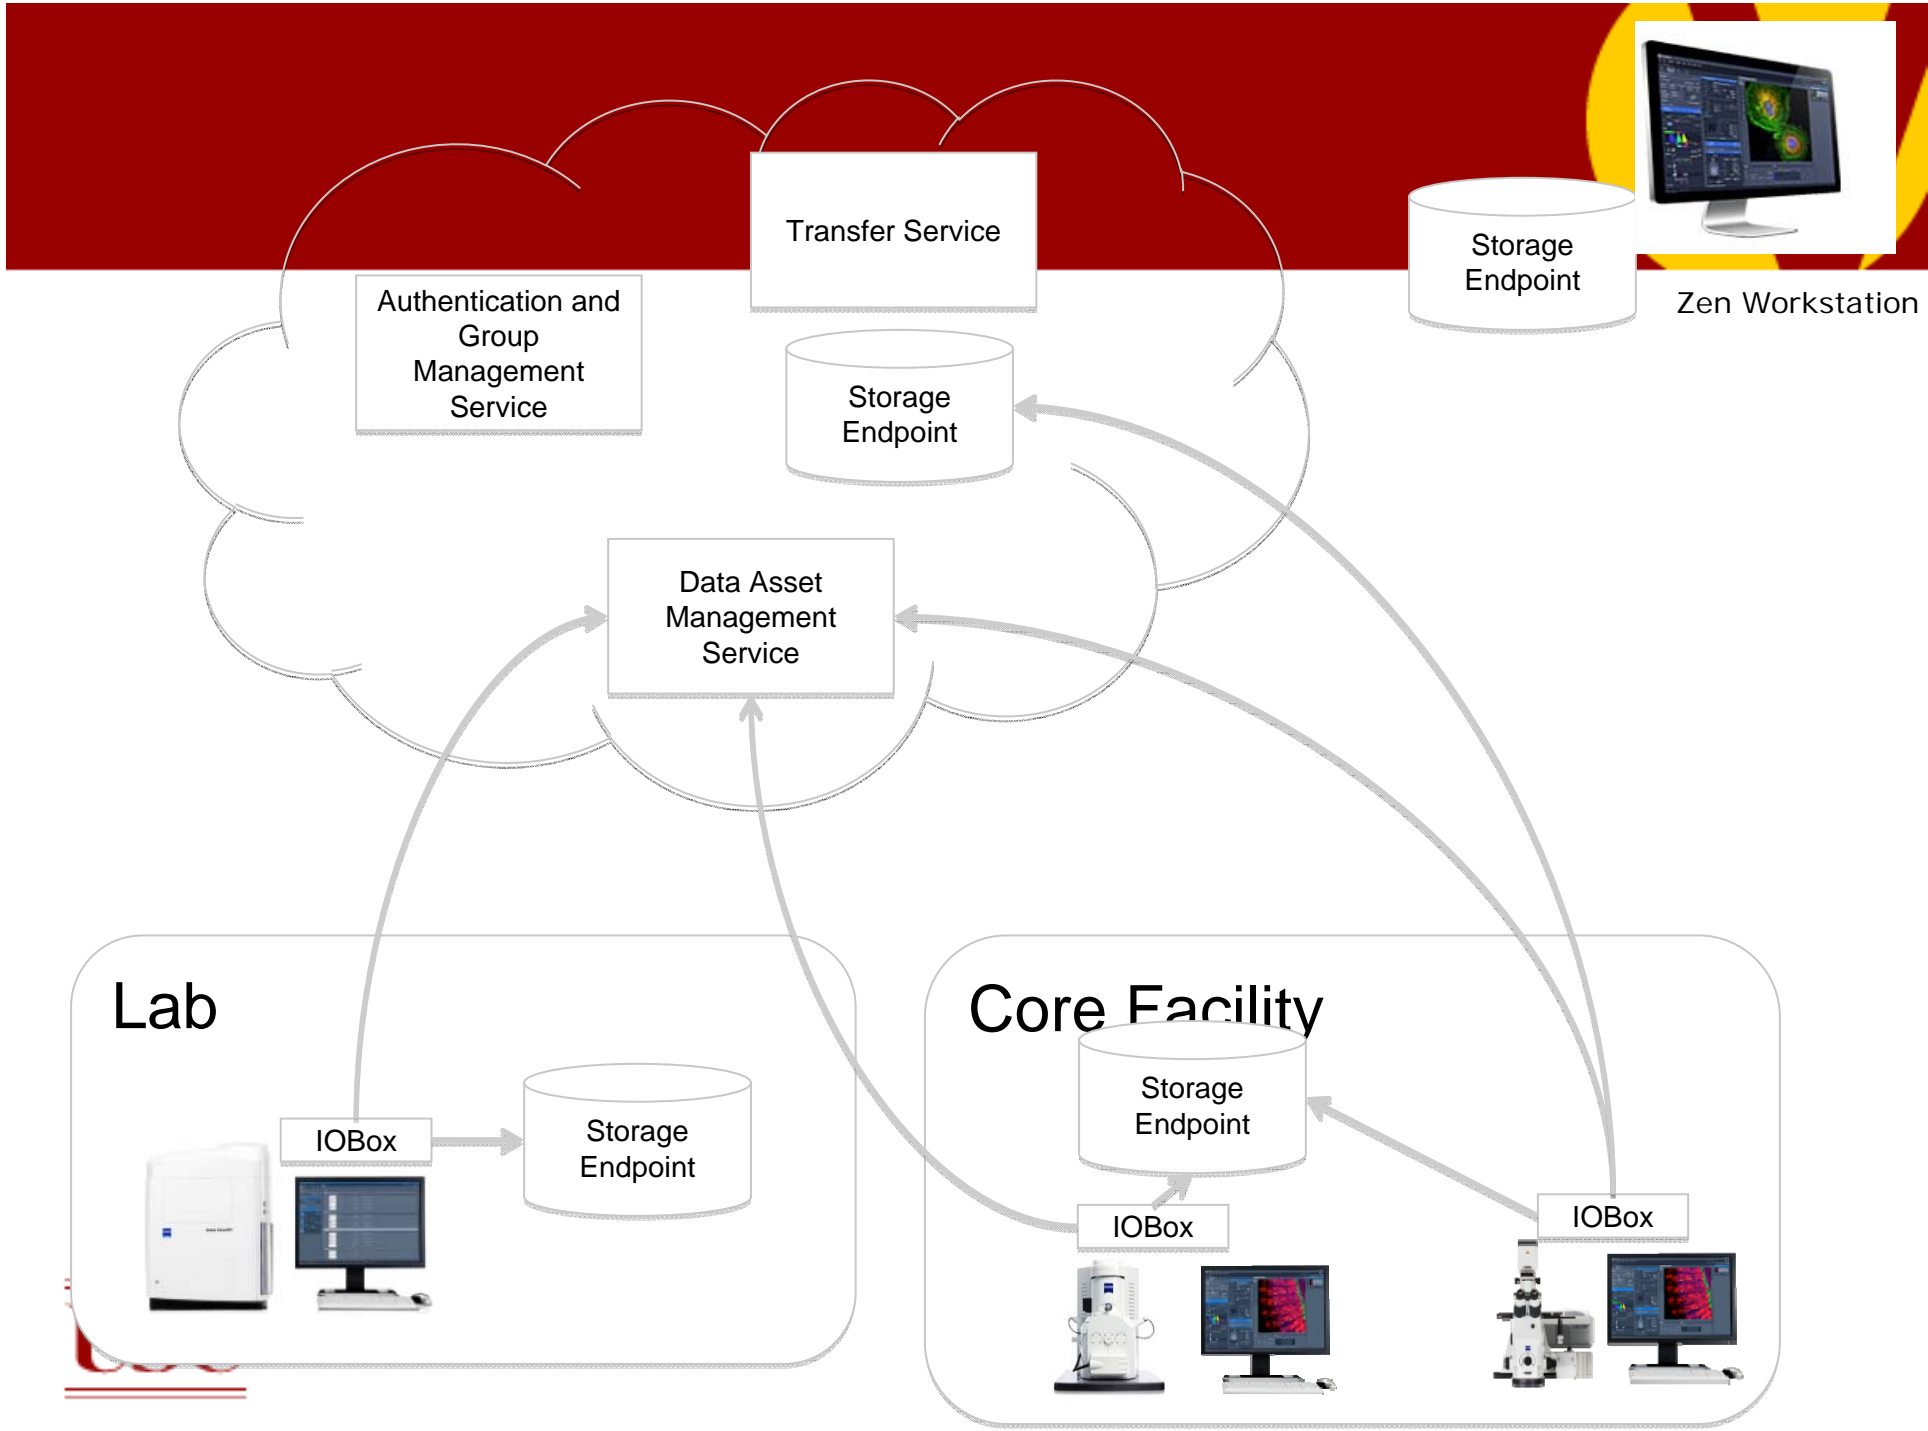 Transfer Service
Storage
Endpoint
Zen Workstation
Authentication and
Group
Management
Service
Storage
Endpoint
Data Asset
Management
Service
Lab
IOBox
Storage
Endpoint
Core Facility
Storage
Endpoint
IOBox
IOBox